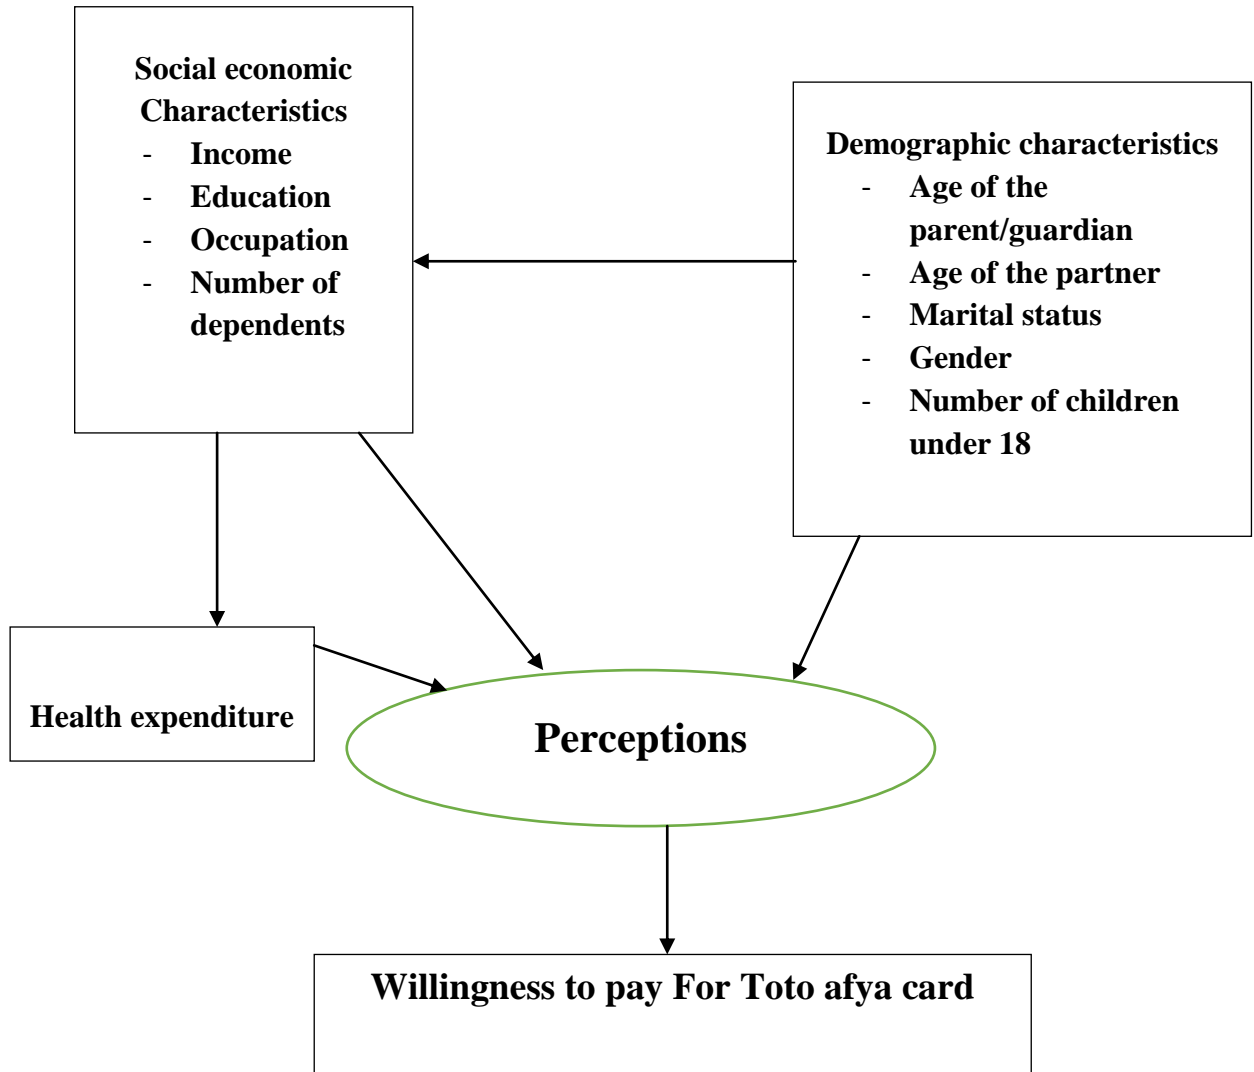 Social economic
Characteristics
- Income
- Education
- Occupation
- Number of
dependents
Demographic characteristics
- Age of the
parent/guardian
- Age of the partner
- Marital status
- Gender
- Number of children
under 18
Health expenditure
Perceptions
Willingness to pay For Toto afya card